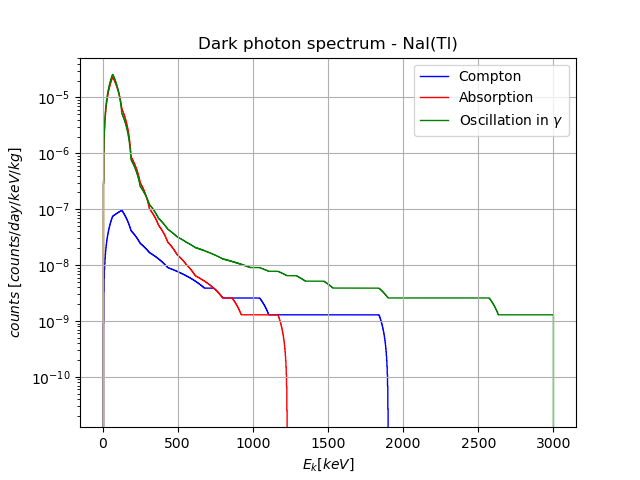 Dark photon spectrum - NaI(Tl)
Compton
Absorption
Oscillation in γ
10⁻⁵
10⁻⁶
10⁻⁷
10⁻⁸
10⁻⁹
10⁻¹⁰
counts [counts/day/keV/kg]
0 500 1000 1500 2000 2500 3000
E_k[keV]